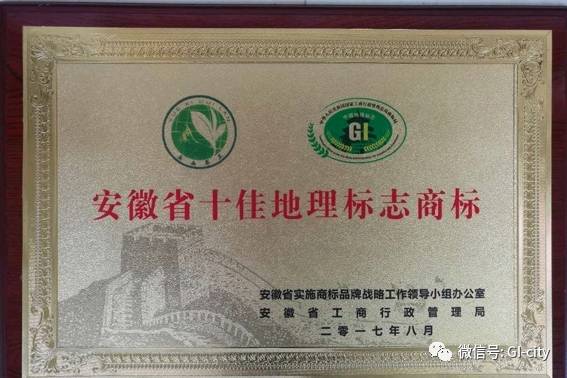 GI
安徽省十佳地理标志商标
安徽省实施商标品牌战略工作领导小组办公室
安徽省工商行政管理局
二零一七年八月
微信号: GI-city